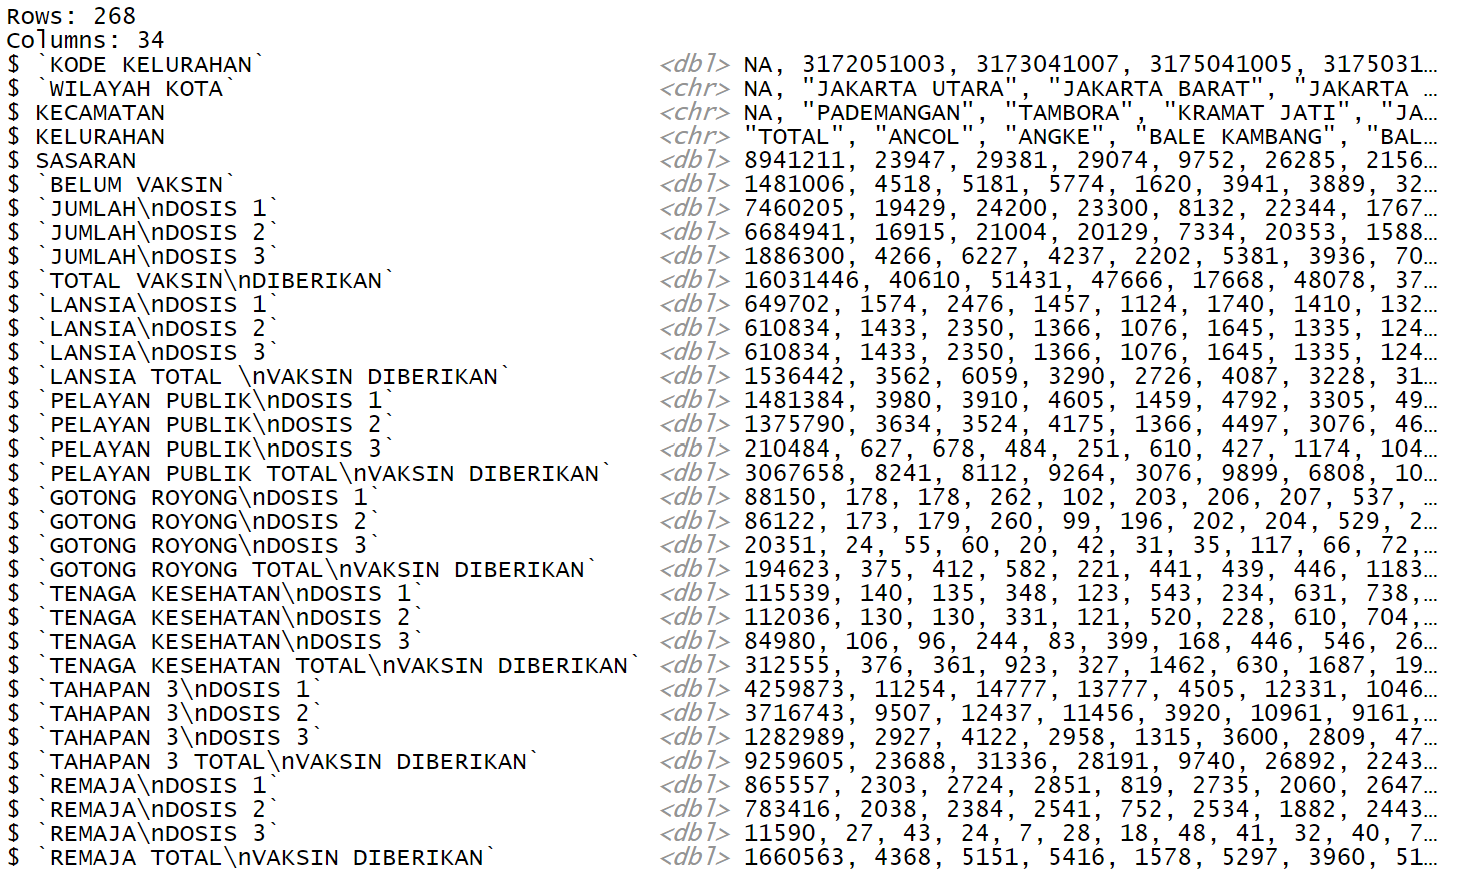 Rows: 268
Columns: 34
$ `KODE KELURAHAN` <dbl> NA, 3172051003, 3173041007, 3175041005, 3175031…
$ `WILAYAH KOTA` <chr> NA, "JAKARTA UTARA", "JAKARTA BARAT", "JAKARTA …
$ KECAMATAN <chr> NA, "PADEMANGAN", "TAMBORA", "KRAMAT JATI", "JA…
$ KELURAHAN <chr> "TOTAL", "ANCOL", "ANGKE", "BALE KAMBANG", "BAL…
$ SASARAN <dbl> 8941211, 23947, 29381, 29074, 9752, 26285, 2156…
$ `BELUM VAKSIN` <dbl> 1481006, 4518, 5181, 5774, 1620, 3941, 3889, 32…
$ `JUMLAH\nDOSIS 1` <dbl> 7460205, 19429, 24200, 23300, 8132, 22344, 1767…
$ `JUMLAH\nDOSIS 2` <dbl> 6684941, 16915, 21004, 20129, 7334, 20353, 1588…
$ `JUMLAH\nDOSIS 3` <dbl> 1886300, 4266, 6227, 4237, 2202, 5381, 3936, 70…
$ `TOTAL VAKSIN\nDIBERIKAN` <dbl> 16031446, 40610, 51431, 47666, 17668, 48078, 37…
$ `LANSIA\nDOSIS 1` <dbl> 649702, 1574, 2476, 1457, 1124, 1740, 1410, 132…
$ `LANSIA\nDOSIS 2` <dbl> 610834, 1433, 2350, 1366, 1076, 1645, 1335, 124…
$ `LANSIA\nDOSIS 3` <dbl> 610834, 1433, 2350, 1366, 1076, 1645, 1335, 124…
$ `LANSIA TOTAL \nVAKSIN DIBERIKAN` <dbl> 1536442, 3562, 6059, 3290, 2726, 4087, 3228, 31…
$ `PELAYAN PUBLIK\nDOSIS 1` <dbl> 1481384, 3980, 3910, 4605, 1459, 4792, 3305, 49…
$ `PELAYAN PUBLIK\nDOSIS 2` <dbl> 1375790, 3634, 3524, 4175, 1366, 4497, 3076, 46…
$ `PELAYAN PUBLIK\nDOSIS 3` <dbl> 210484, 627, 678, 484, 251, 610, 427, 1174, 104…
$ `PELAYAN PUBLIK TOTAL\nVAKSIN DIBERIKAN` <dbl> 3067658, 8241, 8112, 9264, 3076, 9899, 6808, 10…
$ `GOTONG ROYONG\nDOSIS 1` <dbl> 88150, 178, 178, 262, 102, 203, 206, 207, 537, …
$ `GOTONG ROYONG\nDOSIS 2` <dbl> 86122, 173, 179, 260, 99, 196, 202, 204, 529, 2…
$ `GOTONG ROYONG\nDOSIS 3` <dbl> 20351, 24, 55, 60, 20, 42, 31, 35, 117, 66, 72,…
$ `GOTONG ROYONG TOTAL\nVAKSIN DIBERIKAN` <dbl> 194623, 375, 412, 582, 221, 441, 439, 446, 1183…
$ `TENAGA KESEHATAN\nDOSIS 1` <dbl> 115539, 140, 135, 348, 123, 543, 234, 631, 738,…
$ `TENAGA KESEHATAN\nDOSIS 2` <dbl> 112036, 130, 130, 331, 121, 520, 228, 610, 704,…
$ `TENAGA KESEHATAN\nDOSIS 3` <dbl> 84980, 106, 96, 244, 83, 399, 168, 446, 546, 26…
$ `TENAGA KESEHATAN TOTAL\nVAKSIN DIBERIKAN` <dbl> 312555, 376, 361, 923, 327, 1462, 630, 1687, 19…
$ `TAHAPAN 3\nDOSIS 1` <dbl> 4259873, 11254, 14777, 13777, 4505, 12331, 1046…
$ `TAHAPAN 3\nDOSIS 2` <dbl> 3716743, 9507, 12437, 11456, 3920, 10961, 9161,…
$ `TAHAPAN 3\nDOSIS 3` <dbl> 1282989, 2927, 4122, 2958, 1315, 3600, 2809, 47…
$ `TAHAPAN 3 TOTAL\nVAKSIN DIBERIKAN` <dbl> 9259605, 23688, 31336, 28191, 9740, 26892, 2243…
$ `REMAJA\nDOSIS 1` <dbl> 865557, 2303, 2724, 2851, 819, 2735, 2060, 2647…
$ `REMAJA\nDOSIS 2` <dbl> 783416, 2038, 2384, 2541, 752, 2534, 1882, 2443…
$ `REMAJA\nDOSIS 3` <dbl> 11590, 27, 43, 24, 7, 28, 18, 48, 41, 32, 40, 7…
$ `REMAJA TOTAL\nVAKSIN DIBERIKAN` <dbl> 1660563, 4368, 5151, 5416, 1578, 5297, 3960, 51…